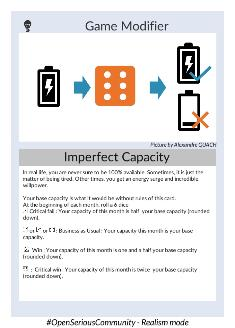 Game Modifier
Picture by Alexandre QUACH
Imperfect Capacity
In real life, you are never sure to be 100% available. Sometimes, it is just the
matter of being tired. Other times, you get an energy surge and incredible
willpower.
Your base capacity is what it would be without rules of this card.
At the beginning of each month, roll a 6 dice
: Critical fail : Your capacity of this month is half your base capacity (rounded
down).
or or : Business as Usual : Your capacity this month is your base
capacity.
: Win : Your capacity of this month is one and a half your base capacity
(rounded down).
: Critical win : Your capacity of this month is twice your base capacity
(rounded down).
#OpenSeriousCommunity - Realism mode